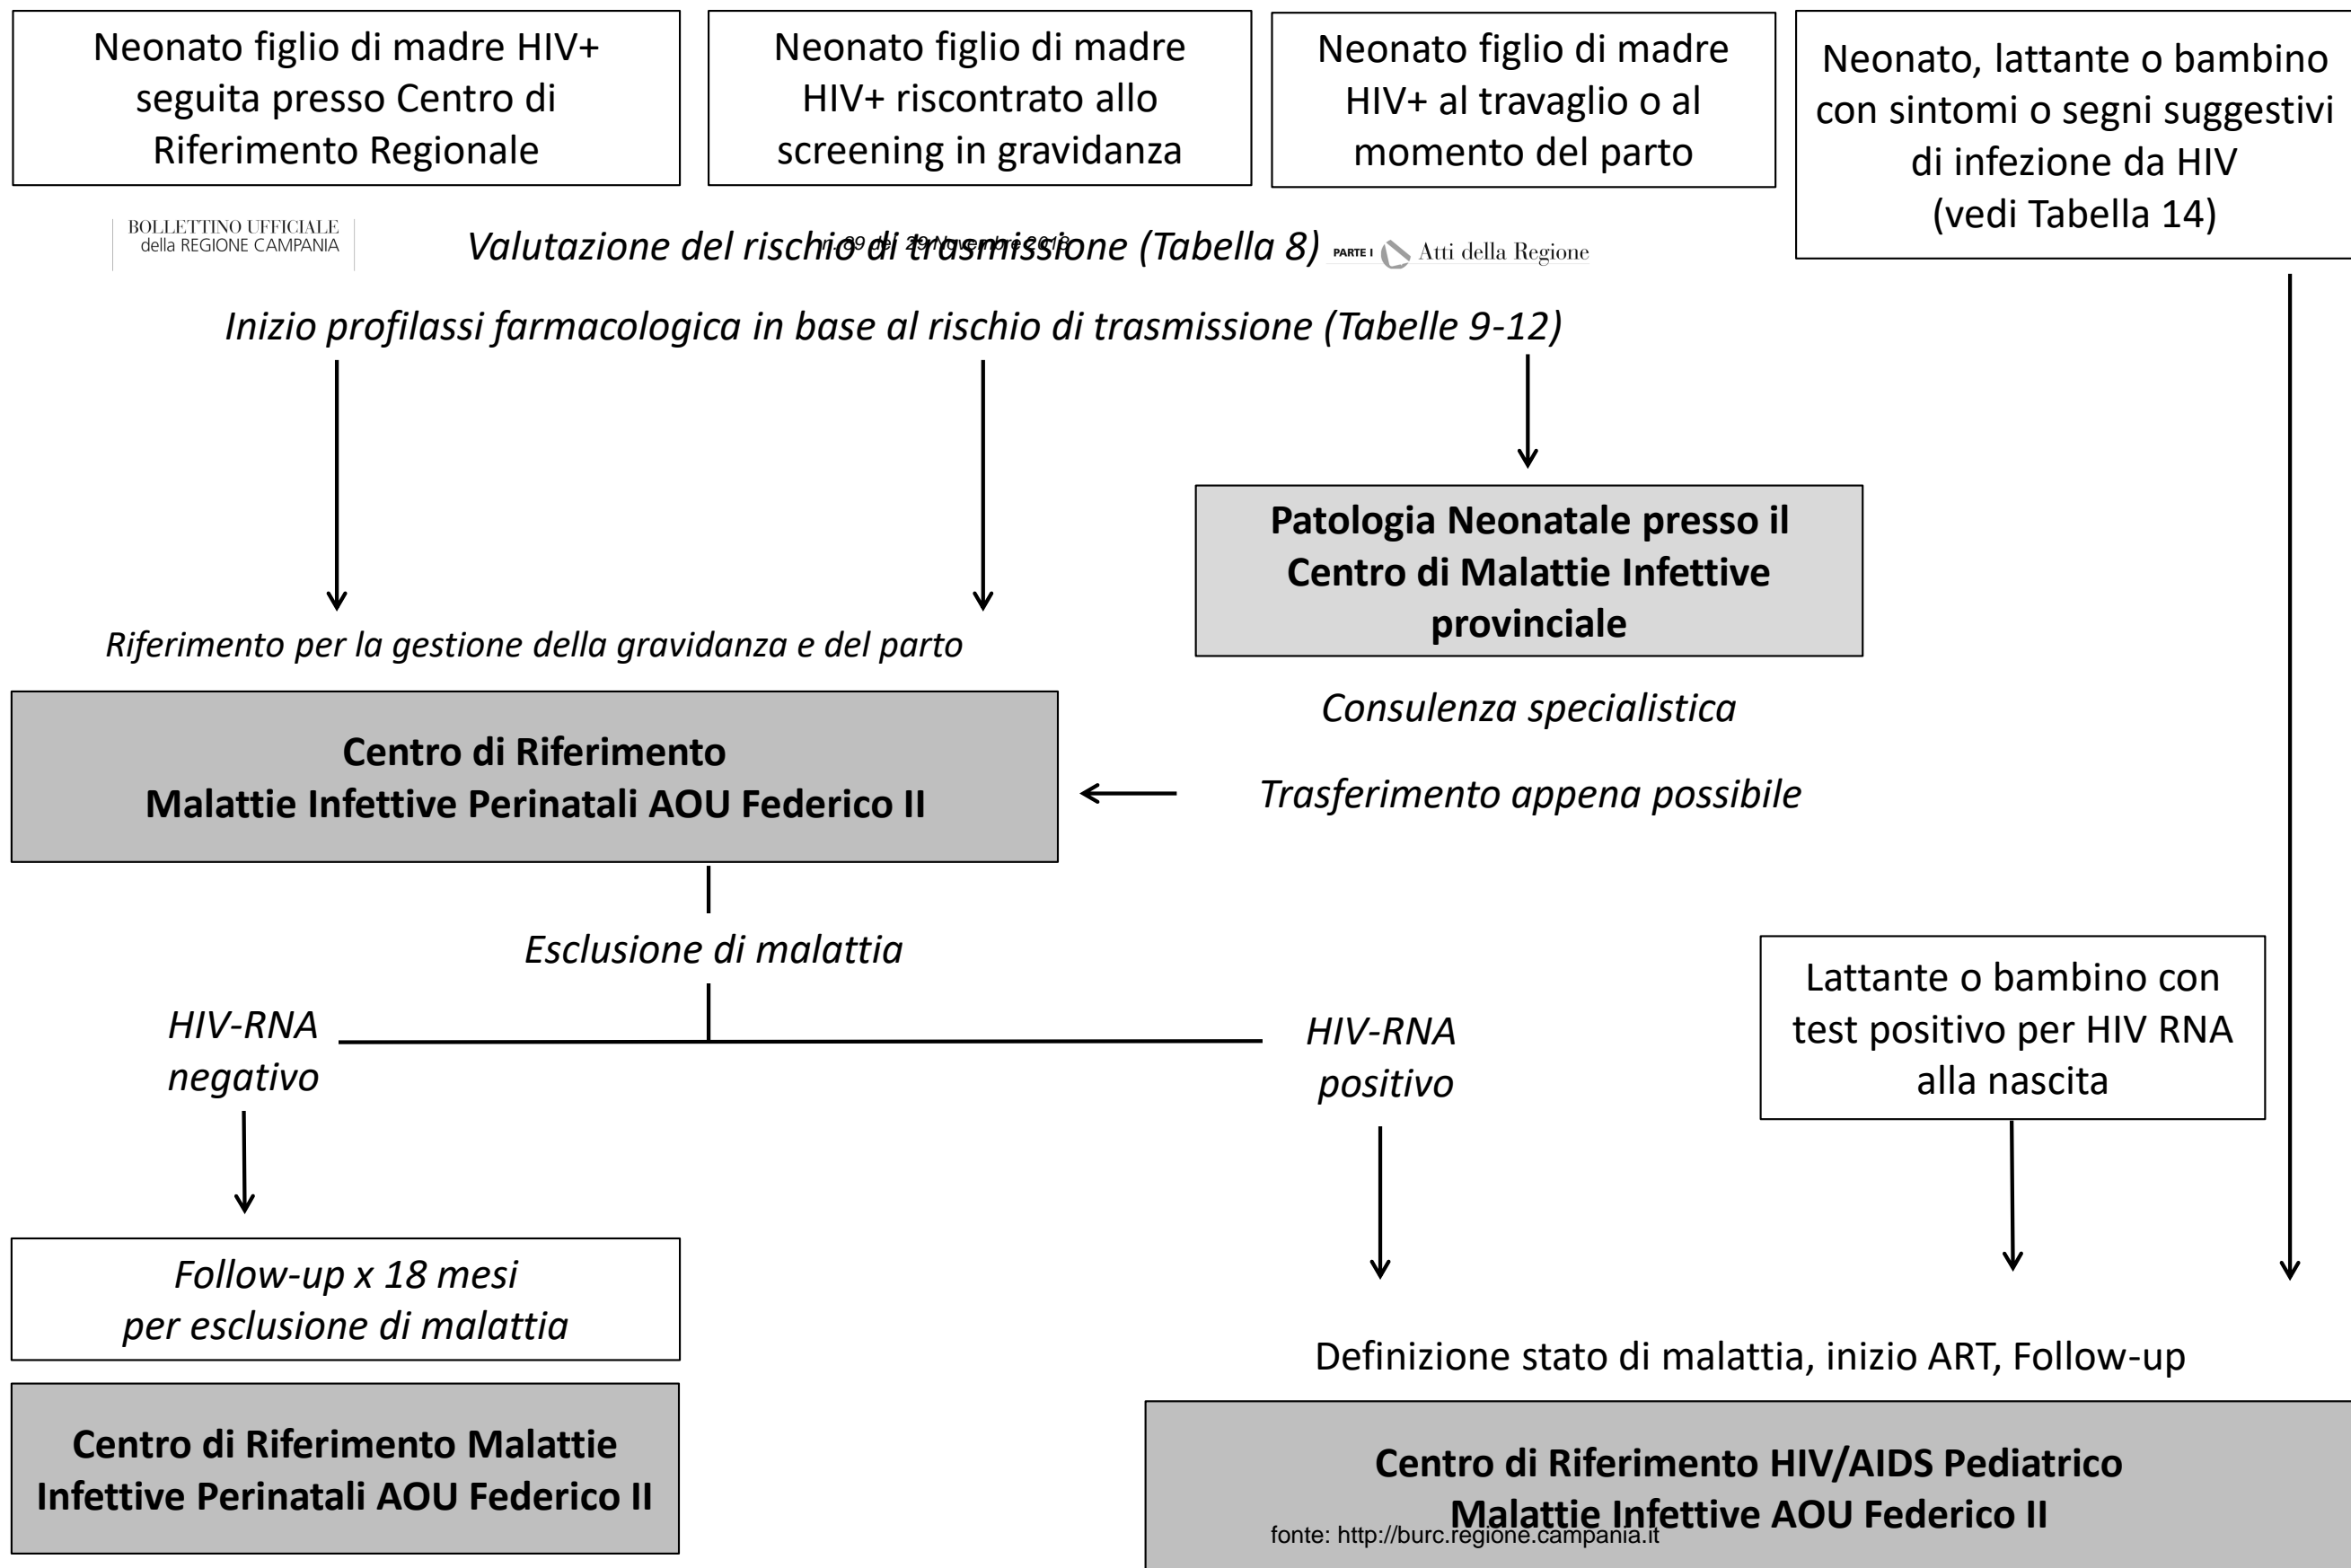 Neonato figlio di madre HIV+
seguita presso Centro di
Riferimento Regionale
Neonato figlio di madre
HIV+ riscontrato allo
screening in gravidanza
Neonato figlio di madre
HIV+ al travaglio o al
momento del parto
Neonato, lattante o bambino
con sintomi o segni suggestivi
di infezione da HIV
(vedi Tabella 14)
BOLLETTINO UFFICIALE
della REGIONE CAMPANIA
Valutazione del rischio di trasmissione (Tabella 8)
n. 89 del 29 Novembre 2018
PARTE I Atti della Regione
Inizio profilassi farmacologica in base al rischio di trasmissione (Tabelle 9-12)
Patologia Neonatale presso il
Centro di Malattie Infettive
provinciale
Riferimento per la gestione della gravidanza e del parto
Consulenza specialistica
Centro di Riferimento
Malattie Infettive Perinatali AOU Federico II
Trasferimento appena possibile
Esclusione di malattia
HIV-RNA
negativo
HIV-RNA
positivo
Lattante o bambino con
test positivo per HIV RNA
alla nascita
Follow-up x 18 mesi
per esclusione di malattia
Definizione stato di malattia, inizio ART, Follow-up
Centro di Riferimento Malattie
Infettive Perinatali AOU Federico II
Centro di Riferimento HIV/AIDS Pediatrico
Malattie Infettive AOU Federico II
fonte: http://burc.regione.campania.it